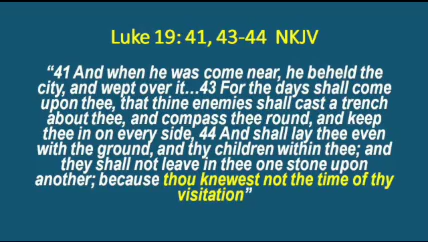 Luke 19: 41, 43-44  NKJV
“41 And when he was come near, he beheld the
city, and wept over it…43 For the days shall come
upon thee, that thine enemies shall cast a trench
about thee, and compass thee round, and keep
thee in on every side, 44 And shall lay thee even
with the ground, and thy children within thee; and
they shall not leave in thee one stone upon
another; because thou knewest not the time of thy
visitation”